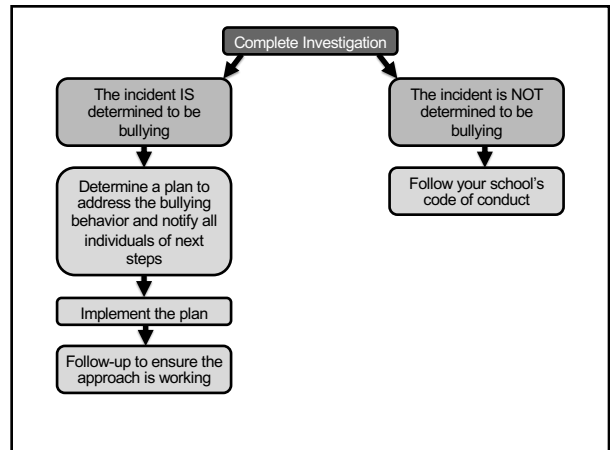 Complete Investigation
The incident IS
determined to be
bullying
The incident is NOT
determined to be
bullying
Determine a plan to
address the bullying
behavior and notify all
individuals of next
steps
Follow your school's
code of conduct
Implement the plan
Follow-up to ensure the
approach is working